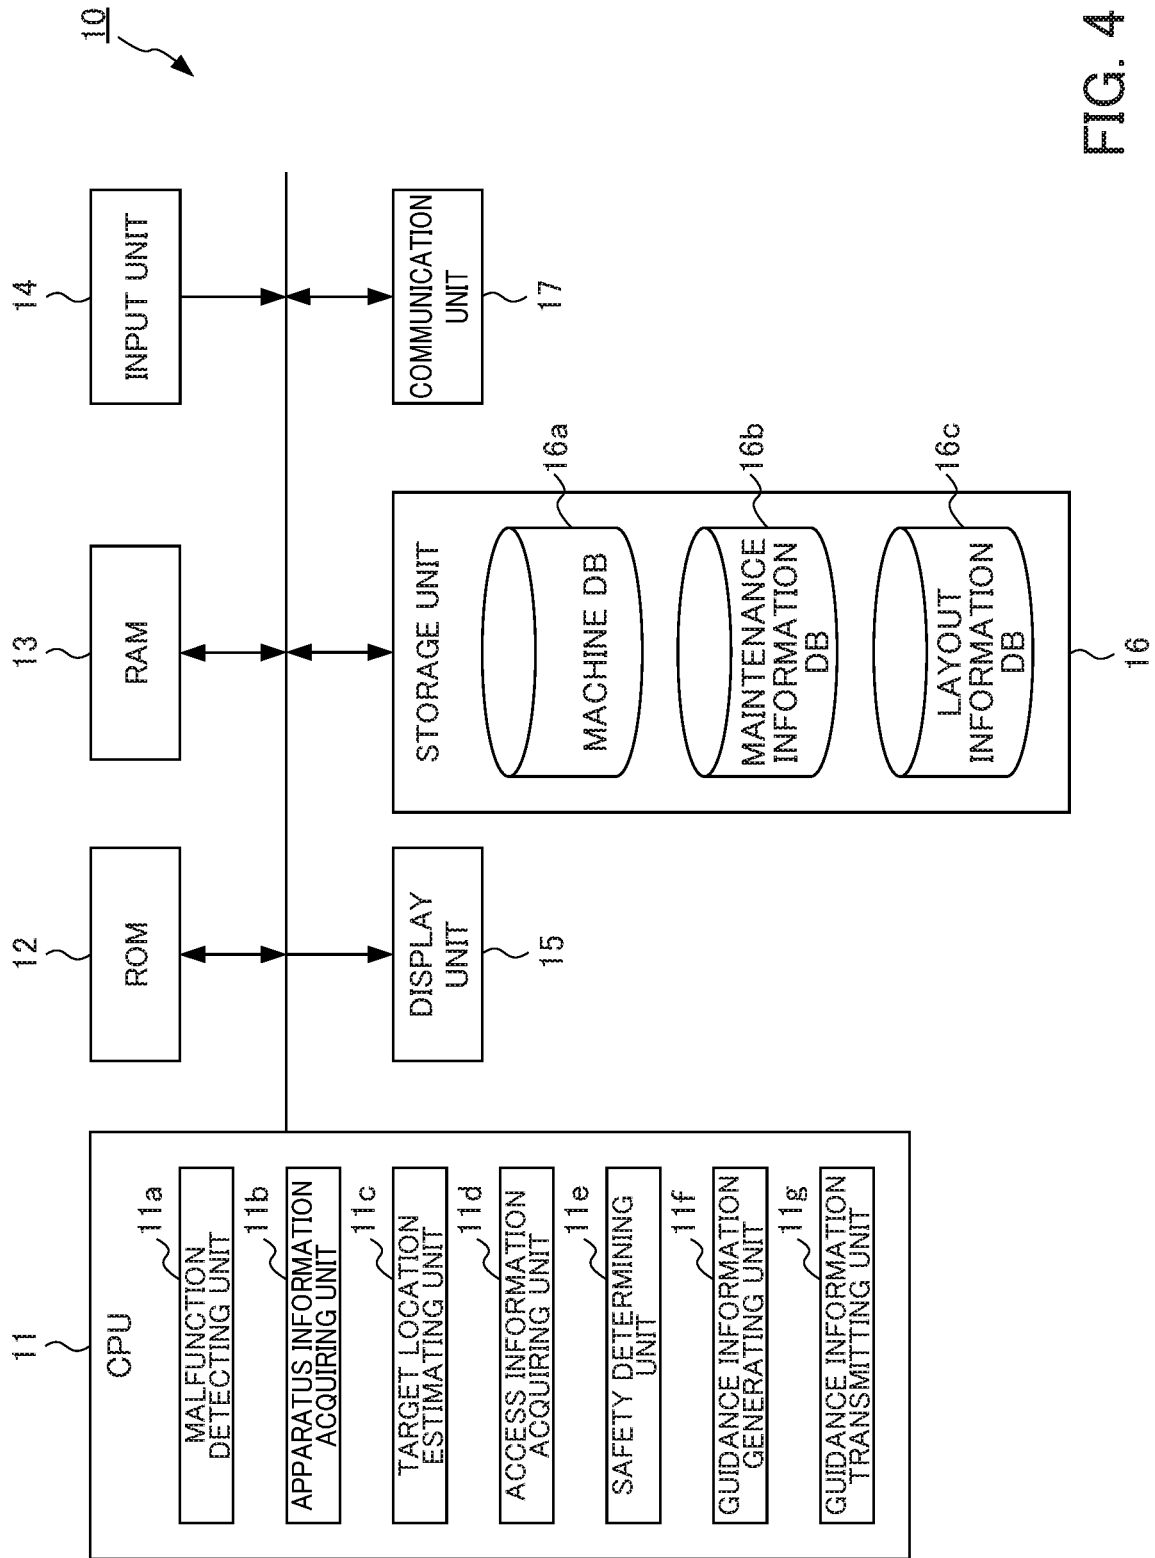 10
11
CPU
11a
MALFUNCTION
DETECTING UNIT
11b
APPARATUS INFORMATION
ACQUIRING UNIT
11c
TARGET LOCATION
ESTIMATING UNIT
11d
ACCESS INFORMATION
ACQUIRING UNIT
11e
SAFETY DETERMINING
UNIT
11f
GUIDANCE INFORMATION
GENERATING UNIT
11g
GUIDANCE INFORMATION
TRANSMITTING UNIT
12
ROM
13
RAM
14
INPUT UNIT
DISPLAY
UNIT
15
STORAGE UNIT
16a
MACHINE DB
16b
MAINTENANCE
INFORMATION
DB
16c
LAYOUT
INFORMATION
DB
16
COMMUNICATION
UNIT
17
FIG. 4